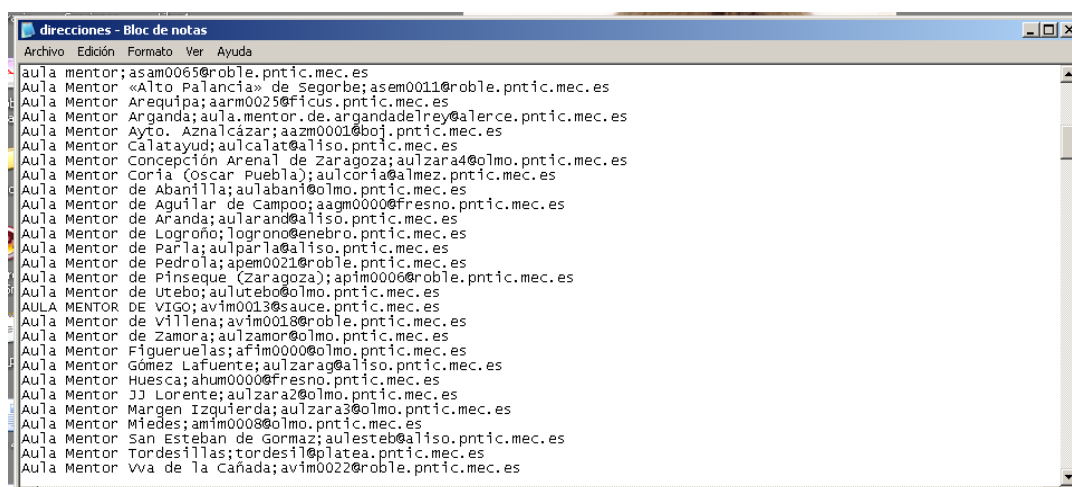 direcciones - Bloc de notas
Archivo Edición Formato Ver Ayuda
aula mentor;asam0065@roble.pntic.mec.es
Aula Mentor «Alto Palancia» de Segorbe;asem0011@roble.pntic.mec.es
Aula Mentor Arequipa;aarm0025@ficus.pntic.mec.es
Aula Mentor Arganda;aula.mentor.de.argandadelrey@alerce.pntic.mec.es
Aula Mentor Ayto. Aznalcázar;aazm0001@boj.pntic.mec.es
Aula Mentor Calatayud;aulcalat@aliso.pntic.mec.es
Aula Mentor Concepción Arenal de Zaragoza;aulzara4@olmo.pntic.mec.es
Aula Mentor Coria (Oscar Puebla);aulcoria@almez.pntic.mec.es
Aula Mentor de Abanilla;aulabani@olmo.pntic.mec.es
Aula Mentor de Aguilar de Campoo;aagm0000@fresno.pntic.mec.es
Aula Mentor de Aranda;aularand@aliso.pntic.mec.es
Aula Mentor de Logroño;logrono@enebro.pntic.mec.es
Aula Mentor de Parla;aulparla@aliso.pntic.mec.es
Aula Mentor de Pedrola;apem0021@roble.pntic.mec.es
Aula Mentor de Pinseque (Zaragoza);apim0006@roble.pntic.mec.es
Aula Mentor de Utebo;aulutebo@olmo.pntic.mec.es
AULA MENTOR DE VIGO;avim0013@sauce.pntic.mec.es
Aula Mentor de Villena;avim0018@roble.pntic.mec.es
Aula Mentor de Zamora;aulzamor@olmo.pntic.mec.es
Aula Mentor Figueruelas;afim0000@olmo.pntic.mec.es
Aula Mentor Gómez Lafuente;aulzarag@aliso.pntic.mec.es
Aula Mentor Huesca;ahum0000@fresno.pntic.mec.es
Aula Mentor JJ Lorente;aulzara2@olmo.pntic.mec.es
Aula Mentor Margen Izquierda;aulzara3@olmo.pntic.mec.es
Aula Mentor Miedes;amim0008@olmo.pntic.mec.es
Aula Mentor San Esteban de Gormaz;aulesteb@aliso.pntic.mec.es
Aula Mentor Tordesillas;tordesil@platea.pntic.mec.es
Aula Mentor Vva de la Cañada;avim0022@roble.pntic.mec.es